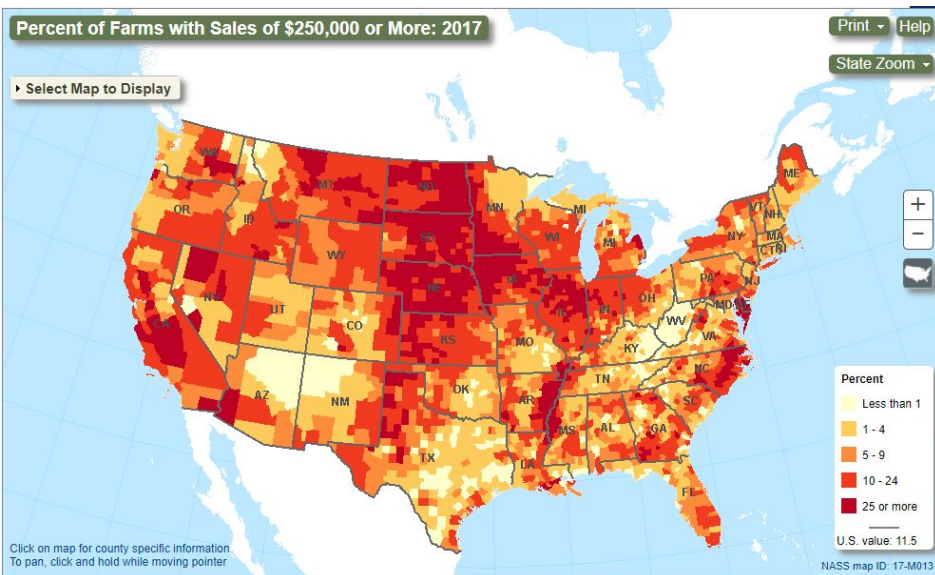 Percent of Farms with Sales of $250,000 or More: 2017
Print
Help
State Zoom
Select Map to Display
WA
OR
ID
MT
ND
MN
SD
WY
NE
IA
WI
MI
MI
NV
CA
UT
CO
KS
MO
IL
IN
OH
KY
WV
VA
PA
NY
VT
NH
ME
MA
CT
RI
NJ
MD
DE
AZ
NM
OK
TX
AR
LA
MS
AL
TN
GA
SC
NC
FL
+
−
Percent
Less than 1
1 - 4
5 - 9
10 - 24
25 or more
U.S. value: 11.5
Click on map for county specific information
To pan, click and hold while moving pointer
NASS map ID: 17-M013